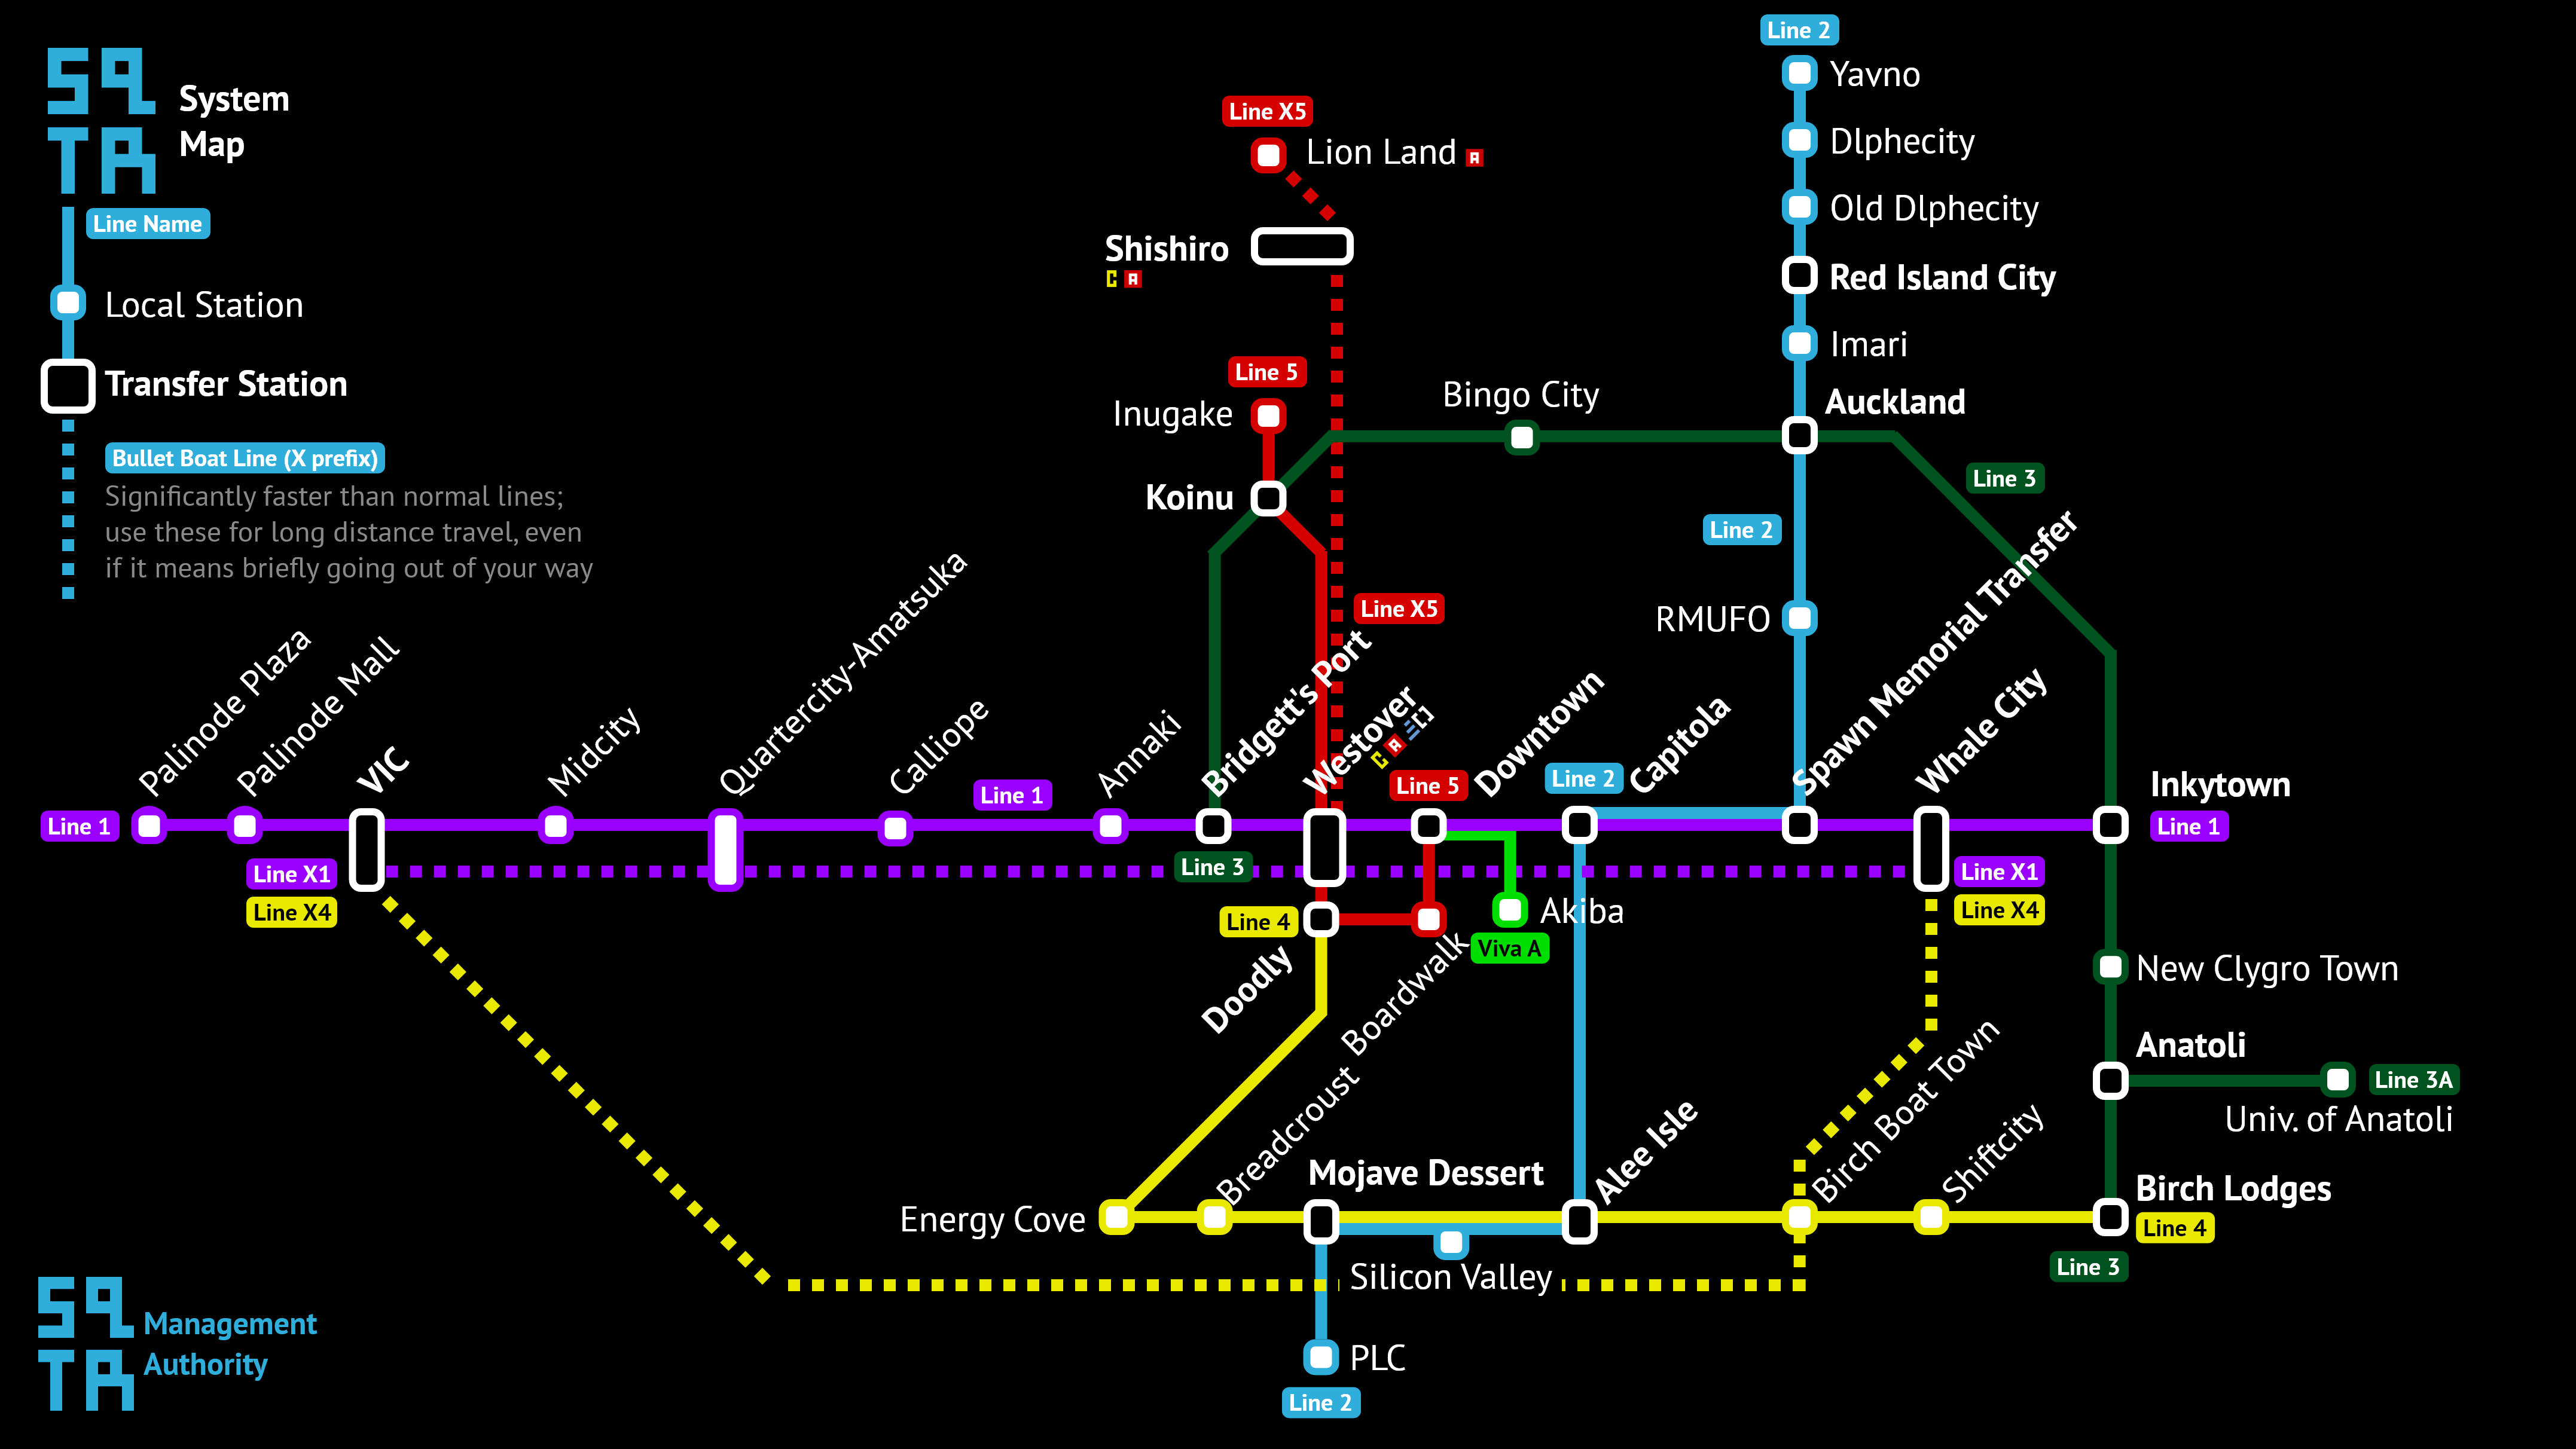 SQ
TR
System
Map
Line Name
Local Station
Transfer Station
Bullet Boat Line (X prefix)
Significantly faster than normal lines;
use these for long distance travel, even
if it means briefly going out of your way
Line 2
Yavno
Dlphecity
Old Dlphecity
Red Island City
Imari
Auckland
Line X5
Lion Land A
Shishiro
C A
Line 5
Inugake
Koinu
Bingo City
Line 3
Line 2
RMUFO
Line X5
Palinode Plaza
Palinode Mall
VIC
Midcity
Quartercity-Amatsuka
Calliope
Annaki
Bridgett's Port
Westover
C A
Downtown
Capitola
Spawn Memorial Transfer
Whale City
Inkytown
Line 1
Line 1
Line 5
Line 2
Line 1
Line X1
Line X4
Line 3
Line X1
Line X4
Line 4
Doodly
Boardwalk
Akiba
Viva A
New Clygro Town
Anatoli
Line 3A
Univ. of Anatoli
Energy Cove
Breadcroust
Mojave Dessert
Alee Isle
Birch Boat Town
Shiftcity
Birch Lodges
Line 4
Line 3
Silicon Valley
PLC
Line 2
SQ
TR
Management
Authority